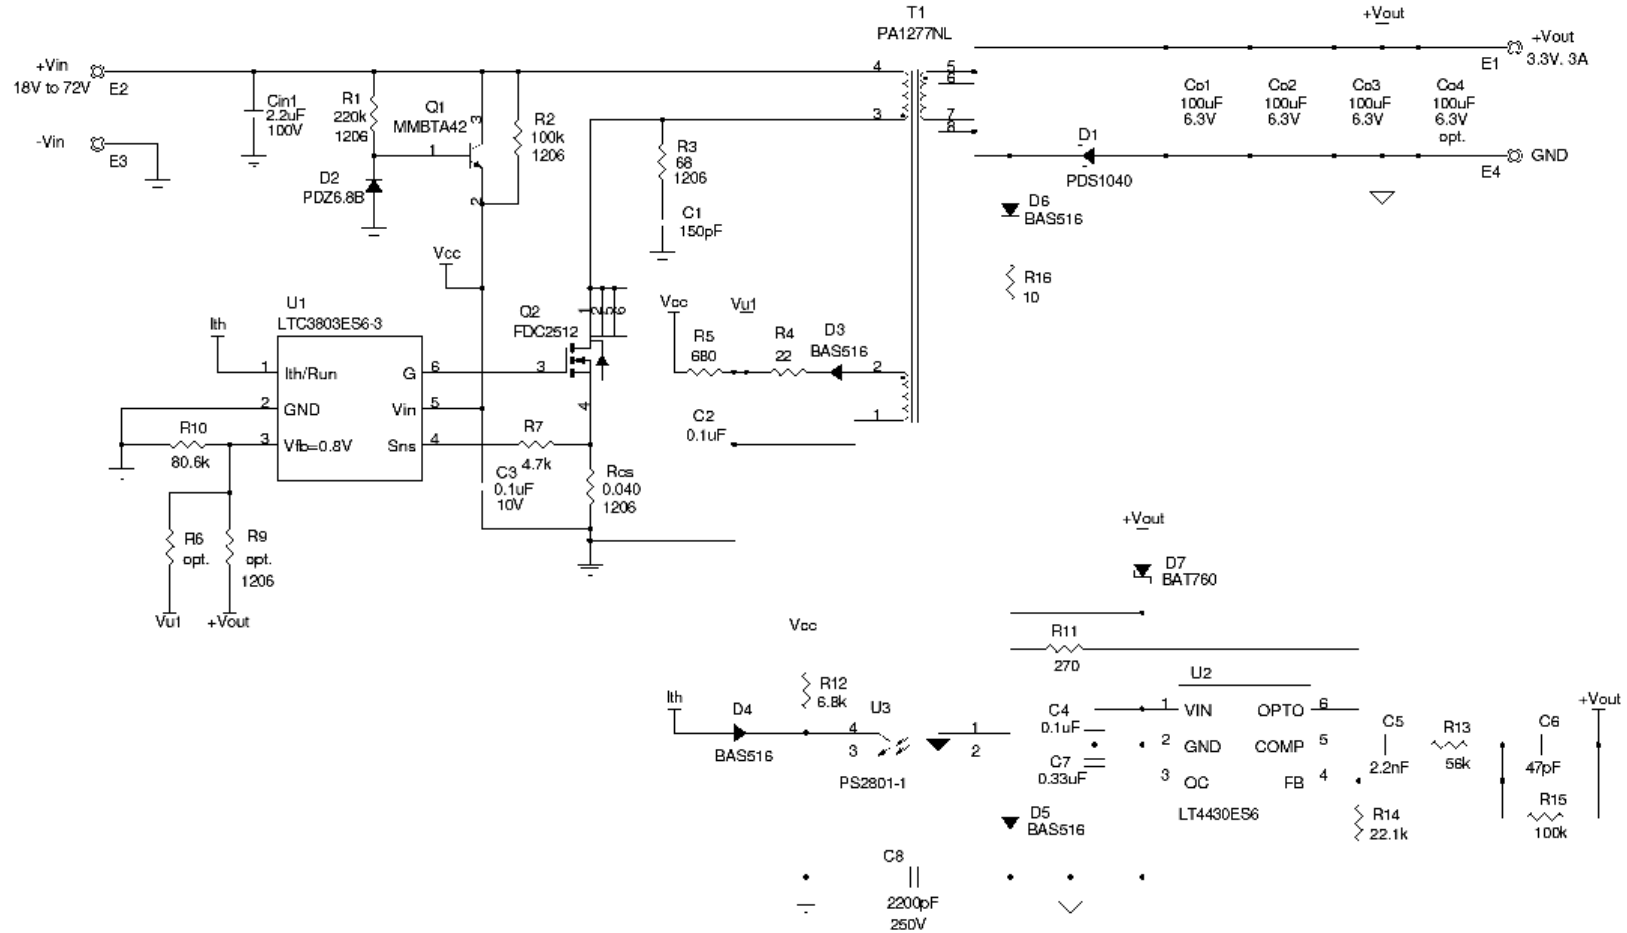 T1
PA1277NL
+Vout
+Vout
3.3V. 3A
E1
+Vin
18V to 72V
E2
-Vin
E3
Cin1
2.2uF
100V
R1
220k
1206
Q1
MMBTA42
3
1
2
R2
100k
1206
D2
PDZ6.8B
4
3
5
6
7
8
R3
68
1206
C1
150pF
Co1
100uF
6.3V
Co2
100uF
6.3V
Co3
100uF
6.3V
Co4
100uF
6.3V
opt.
D1
PDS1040
GND
E4
D6
BAS516
R16
10
Vcc
U1
LTC3803ES6-3
Ith
1
Ith/Run
G
6
2
GND
Vin
5
3
Vfb=0.8V
Sns
4
Q2
FDC2512
1
2
5
6
3
4
Vcc
Vu1
R5
680
R4
22
D3
BAS516
2
1
C2
0.1uF
R10
80.6k
R7
4.7k
C3
0.1uF
10V
Rcs
0.040
1206
R6
opt.
R9
opt.
1206
Vu1
+Vout
+Vout
D7
BAT760
Vcc
R11
270
R12
6.8k
Ith
D4
BAS516
U3
4
3
1
2
PS2801-1
C4
0.1uF
C7
0.33uF
U2
1
VIN
OPTO
6
2
GND
COMP
5
3
OC
FB
4
LT4430ES6
C5
2.2nF
R13
56k
C6
47pF
+Vout
R15
100k
R14
22.1k
D5
BAS516
C8
2200pF
250V